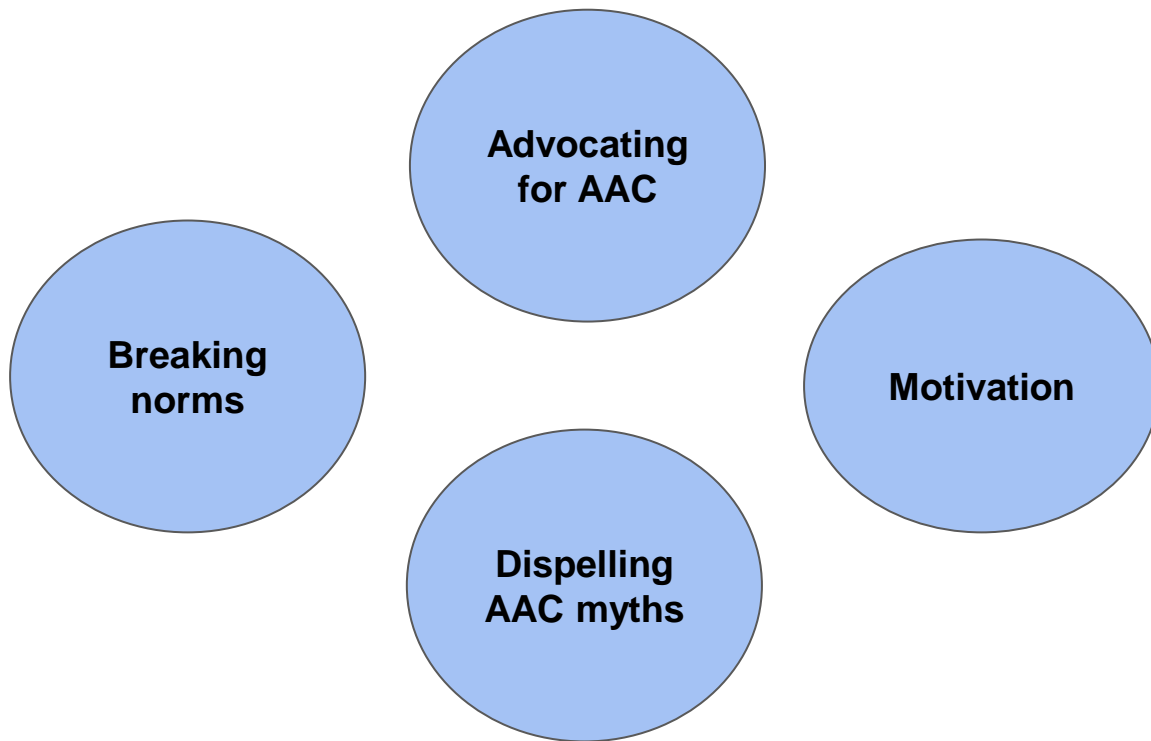 Advocating
for AAC
Breaking
norms
Motivation
Dispelling
AAC myths